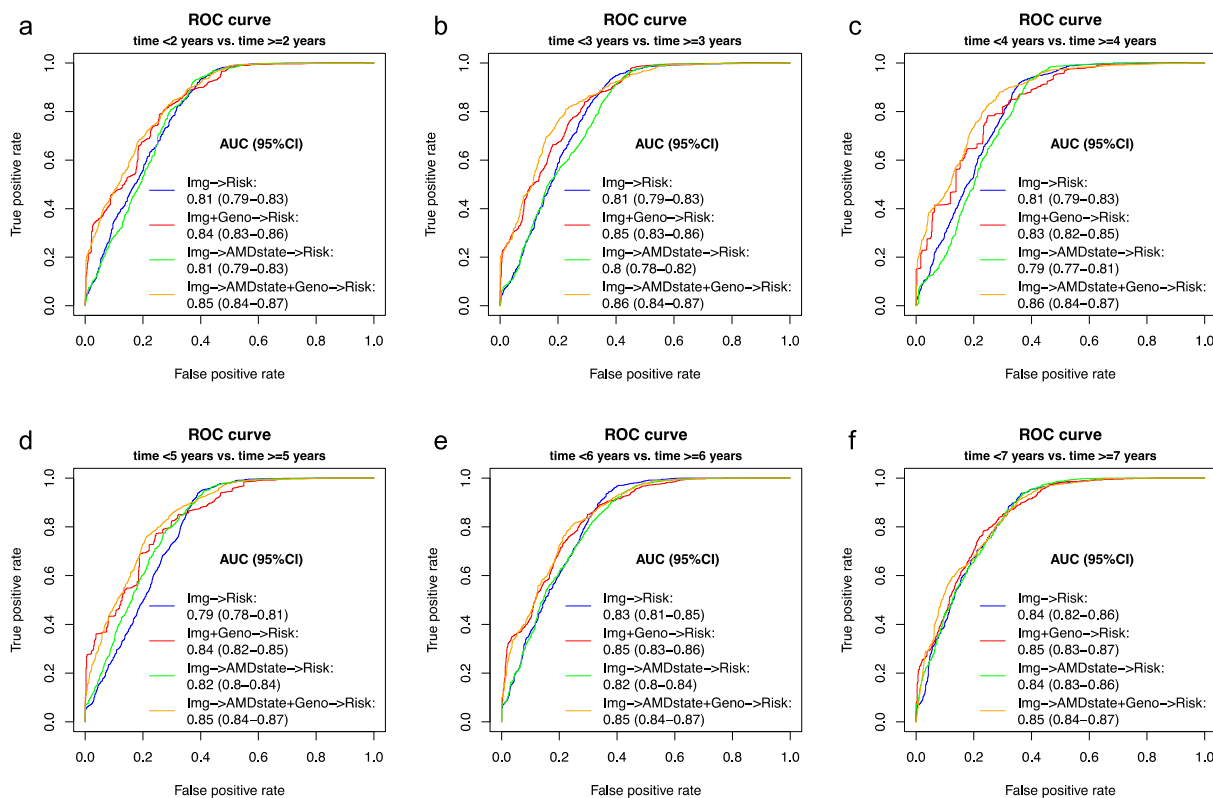 a
ROC curve
time <2 years vs. time >=2 years
True positive rate
0.0 0.2 0.4 0.6 0.8 1.0
AUC (95%CI)
Img−>Risk:
0.81 (0.79−0.83)
Img+Geno−>Risk:
0.84 (0.83−0.86)
Img−>AMDstate−>Risk:
0.81 (0.79−0.83)
Img−>AMDstate+Geno−>Risk:
0.85 (0.84−0.87)
0.0 0.2 0.4 0.6 0.8 1.0
False positive rate
b
ROC curve
time <3 years vs. time >=3 years
True positive rate
0.0 0.2 0.4 0.6 0.8 1.0
AUC (95%CI)
Img−>Risk:
0.81 (0.79−0.83)
Img+Geno−>Risk:
0.85 (0.83−0.86)
Img−>AMDstate−>Risk:
0.8 (0.78−0.82)
Img−>AMDstate+Geno−>Risk:
0.86 (0.84−0.87)
0.0 0.2 0.4 0.6 0.8 1.0
False positive rate
c
ROC curve
time <4 years vs. time >=4 years
True positive rate
0.0 0.2 0.4 0.6 0.8 1.0
AUC (95%CI)
Img−>Risk:
0.81 (0.79−0.83)
Img+Geno−>Risk:
0.83 (0.82−0.85)
Img−>AMDstate−>Risk:
0.79 (0.77−0.81)
Img−>AMDstate+Geno−>Risk:
0.86 (0.84−0.87)
0.0 0.2 0.4 0.6 0.8 1.0
False positive rate
d
ROC curve
time <5 years vs. time >=5 years
True positive rate
0.0 0.2 0.4 0.6 0.8 1.0
AUC (95%CI)
Img−>Risk:
0.79 (0.78−0.81)
Img+Geno−>Risk:
0.84 (0.82−0.85)
Img−>AMDstate−>Risk:
0.82 (0.8−0.84)
Img−>AMDstate+Geno−>Risk:
0.85 (0.84−0.87)
0.0 0.2 0.4 0.6 0.8 1.0
False positive rate
e
ROC curve
time <6 years vs. time >=6 years
True positive rate
0.0 0.2 0.4 0.6 0.8 1.0
AUC (95%CI)
Img−>Risk:
0.83 (0.81−0.85)
Img+Geno−>Risk:
0.85 (0.83−0.86)
Img−>AMDstate−>Risk:
0.82 (0.8−0.84)
Img−>AMDstate+Geno−>Risk:
0.85 (0.84−0.87)
0.0 0.2 0.4 0.6 0.8 1.0
False positive rate
f
ROC curve
time <7 years vs. time >=7 years
True positive rate
0.0 0.2 0.4 0.6 0.8 1.0
AUC (95%CI)
Img−>Risk:
0.84 (0.82−0.86)
Img+Geno−>Risk:
0.85 (0.83−0.87)
Img−>AMDstate−>Risk:
0.84 (0.83−0.86)
Img−>AMDstate+Geno−>Risk:
0.85 (0.84−0.87)
0.0 0.2 0.4 0.6 0.8 1.0
False positive rate